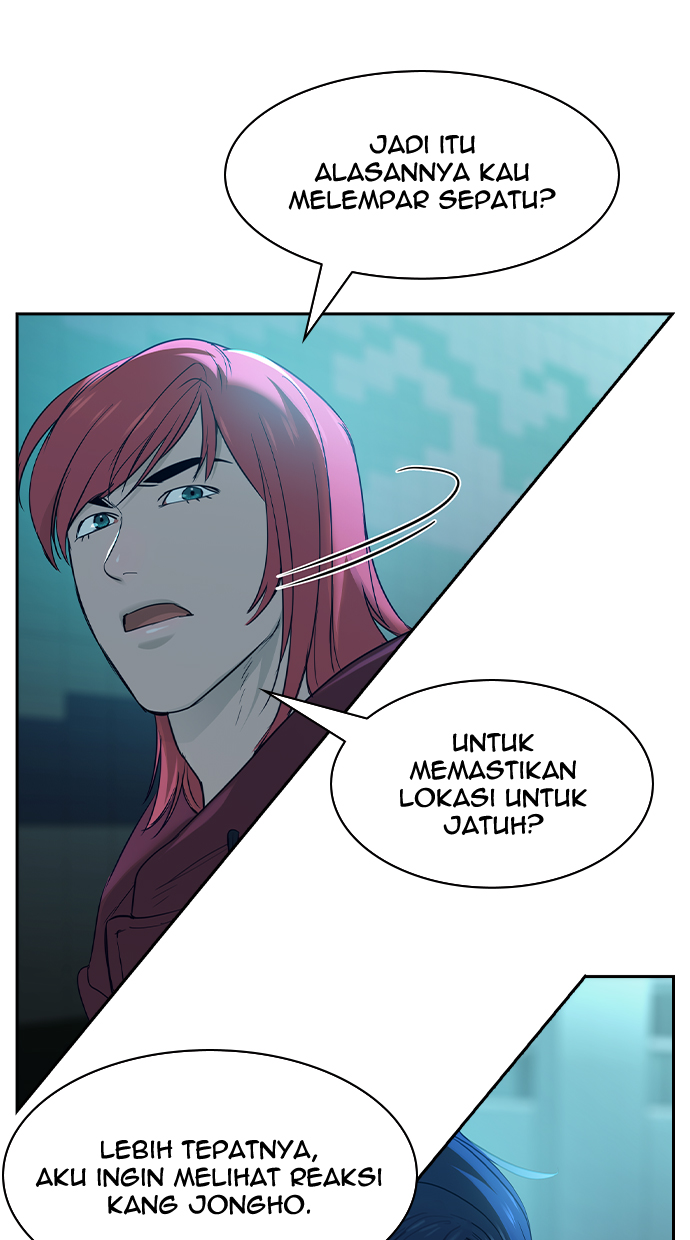 JADI ITU
ALASANNYA KAU
MELEMPAR SEPATU?
UNTUK
MEMASTIKAN
LOKASI UNTUK
JATUH?
LEBIH TEPATNYA,
AKU INGIN MELIHAT REAKSI
KANG JONGHO.